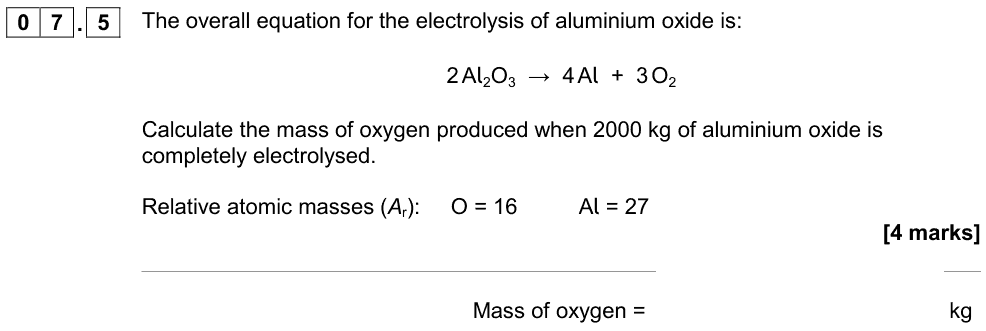 07.5 The overall equation for the electrolysis of aluminium oxide is:
2Al₂O₃ → 4Al + 3O₂
Calculate the mass of oxygen produced when 2000 kg of aluminium oxide is
completely electrolysed.
Relative atomic masses (Aᵣ): O = 16 Al = 27
[4 marks]
Mass of oxygen = kg